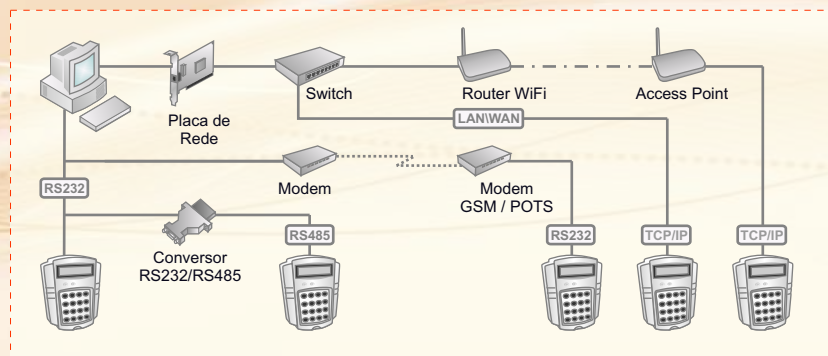 Placa de
Rede
Switch
Router WiFi
Access Point
LAN\WAN
RS232
Modem
Modem
GSM / POTS
Conversor
RS232/RS485
RS485
RS232
TCP/IP
TCP/IP